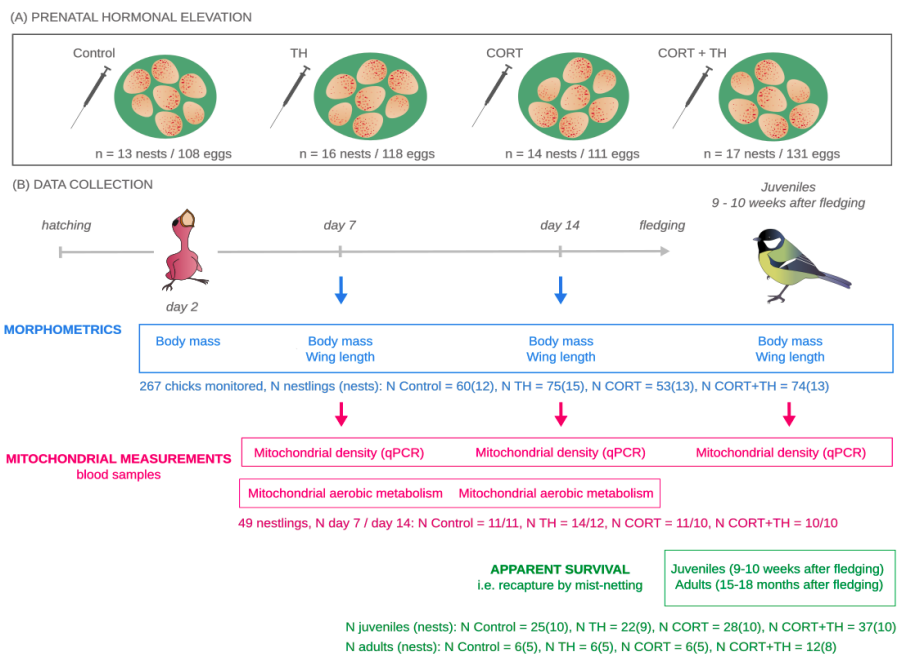 (A) PRENATAL HORMONAL ELEVATION
Control
TH
CORT
CORT + TH
n = 13 nests / 108 eggs
n = 16 nests / 118 eggs
n = 14 nests / 111 eggs
n = 17 nests / 131 eggs
(B) DATA COLLECTION
Juveniles
9 - 10 weeks after fledging
hatching
day 7
day 14
fledging
day 2
MORPHOMETRICS
Body mass
Body mass
Wing length
Body mass
Wing length
Body mass
Wing length
267 chicks monitored, N nestlings (nests): N Control = 60(12), N TH = 75(15), N CORT = 53(13), N CORT+TH = 74(13)
MITOCHONDRIAL MEASUREMENTS
blood samples
Mitochondrial density (qPCR)
Mitochondrial density (qPCR)
Mitochondrial density (qPCR)
Mitochondrial aerobic metabolism
Mitochondrial aerobic metabolism
49 nestlings, N day 7 / day 14: N Control = 11/11, N TH = 14/12, N CORT = 11/10, N CORT+TH = 10/10
APPARENT SURVIVAL
i.e. recapture by mist-netting
Juveniles (9-10 weeks after fledging)
Adults (15-18 months after fledging)
N juveniles (nests): N Control = 25(10), N TH = 22(9), N CORT = 28(10), N CORT+TH = 37(10)
N adults (nests): N Control = 6(5), N TH = 6(5), N CORT = 6(5), N CORT+TH = 12(8)